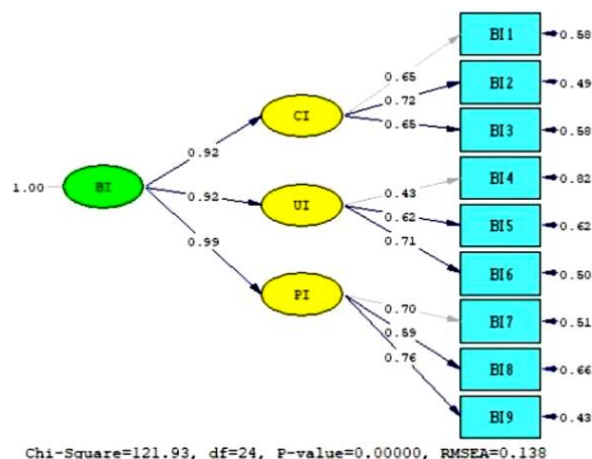 BI1
0.58
0.65
BI2
0.49
CI
0.72
0.65
BI3
0.58
0.92
BI4
0.82
1.00
BI
0.43
0.92
UI
0.62
BI5
0.62
0.71
0.99
BI6
0.50
PI
0.70
BI7
0.51
0.59
BI8
0.66
0.76
BI9
0.43
Chi-Square=121.93, df=24, P-value=0.00000, RMSEA=0.138